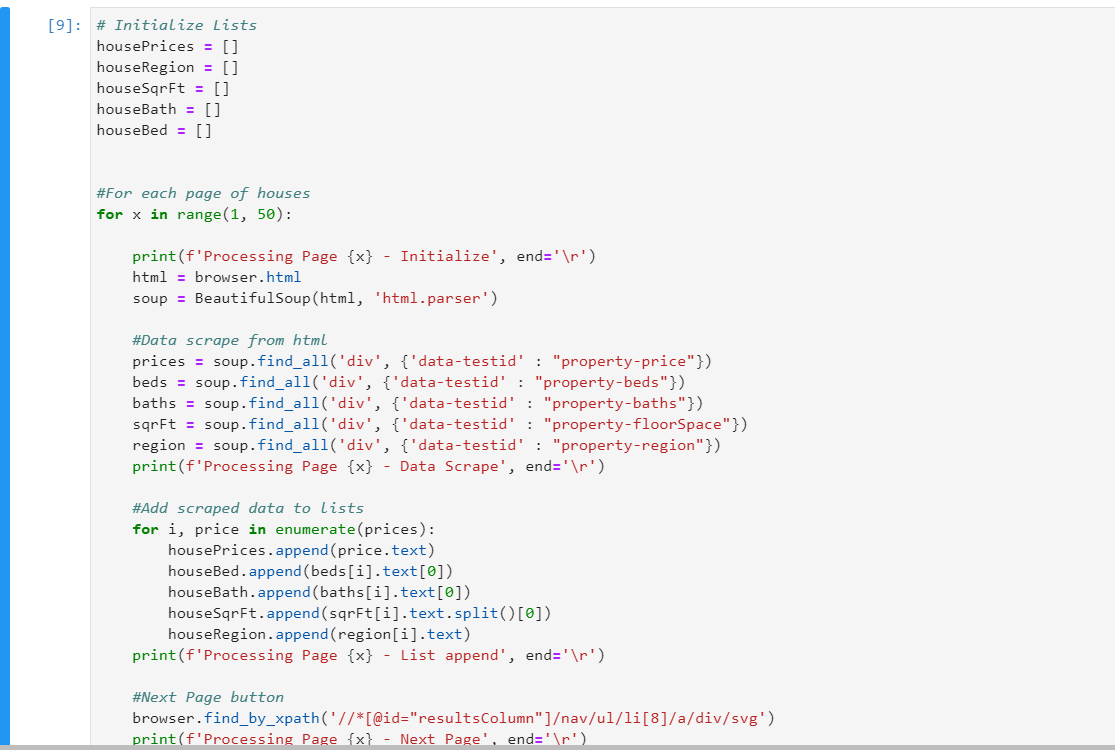 [9]: # Initialize Lists
housePrices = []
houseRegion = []
houseSqrFt = []
houseBath = []
houseBed = []
#For each page of houses
for x in range(1, 50):
    print(f'Processing Page {x} - Initialize', end='\r')
    html = browser.html
    soup = BeautifulSoup(html, 'html.parser')
    #Data scrape from html
    prices = soup.find_all('div', {'data-testid' : "property-price"})
    beds = soup.find_all('div', {'data-testid' : "property-beds"})
    baths = soup.find_all('div', {'data-testid' : "property-baths"})
    sqrFt = soup.find_all('div', {'data-testid' : "property-floorSpace"})
    region = soup.find_all('div', {'data-testid' : "property-region"})
    print(f'Processing Page {x} - Data Scrape', end='\r')
    #Add scraped data to lists
    for i, price in enumerate(prices):
        housePrices.append(price.text)
        houseBed.append(beds[i].text[0])
        houseBath.append(baths[i].text[0])
        houseSqrFt.append(sqrFt[i].text.split()[0])
        houseRegion.append(region[i].text)
    print(f'Processing Page {x} - List append', end='\r')
    #Next Page button
    browser.find_by_xpath('//*[@id="resultsColumn"]/nav/ul/li[8]/a/div/svg')
    print(f'Processing Page {x} - Next Page', end='\r')